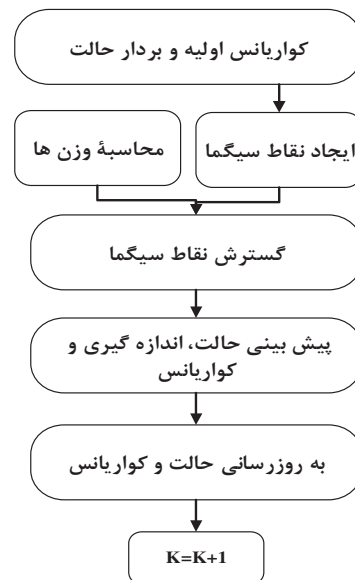 کواریانس اولیه و بردار حالت
ایجاد نقاط سیگما
محاسبۀ وزن ها
گسترش نقاط سیگما
پیش بینی حالت، اندازه گیری و
کواریانس
به روزرسانی حالت و کواریانس
K=K+1